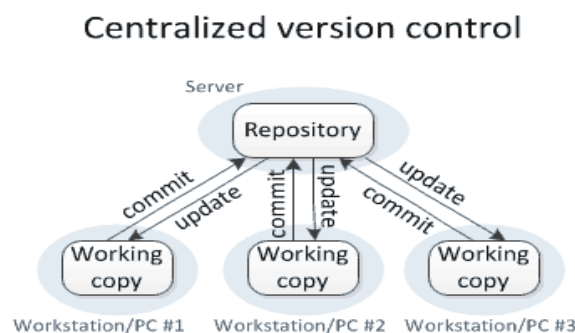 Centralized version control
Server
Repository
commit
update
commit
update
update
commit
Working
copy
Working
copy
Working
copy
Workstation/PC #1
Workstation/PC #2
Workstation/PC #3